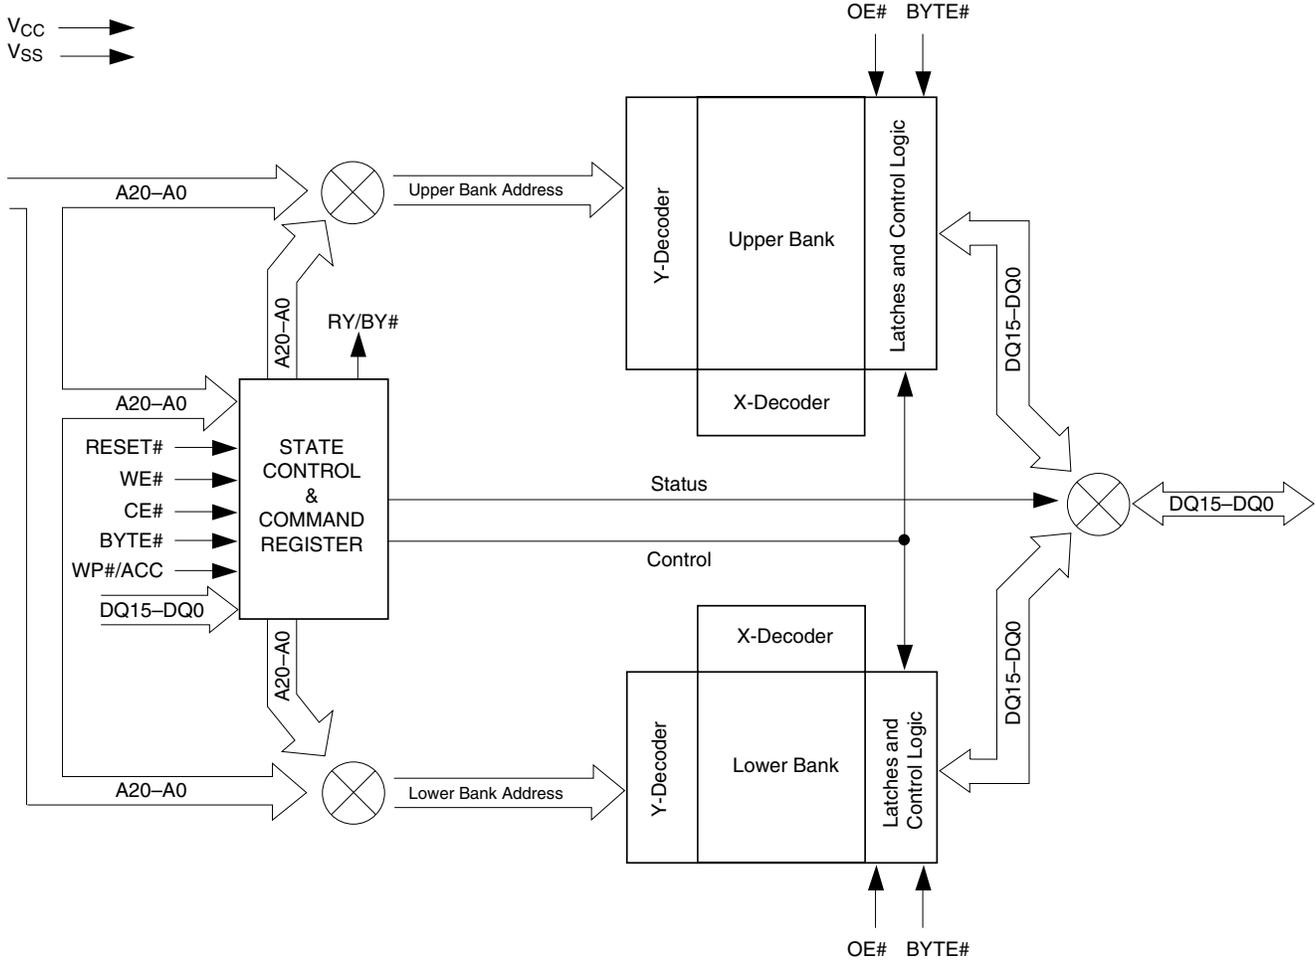 OE# BYTE#
VCC
VSS
A20–A0
Upper Bank Address
Y-Decoder
Upper Bank
Latches and Control Logic
DQ15–DQ0
A20–A0
RY/BY#
A20–A0
X-Decoder
RESET#
WE#
CE#
BYTE#
WP#/ACC
DQ15–DQ0
STATE
CONTROL
&
COMMAND
REGISTER
Status
Control
DQ15–DQ0
A20–A0
X-Decoder
DQ15–DQ0
A20–A0
Lower Bank Address
Y-Decoder
Lower Bank
Latches and
Control Logic
OE# BYTE#